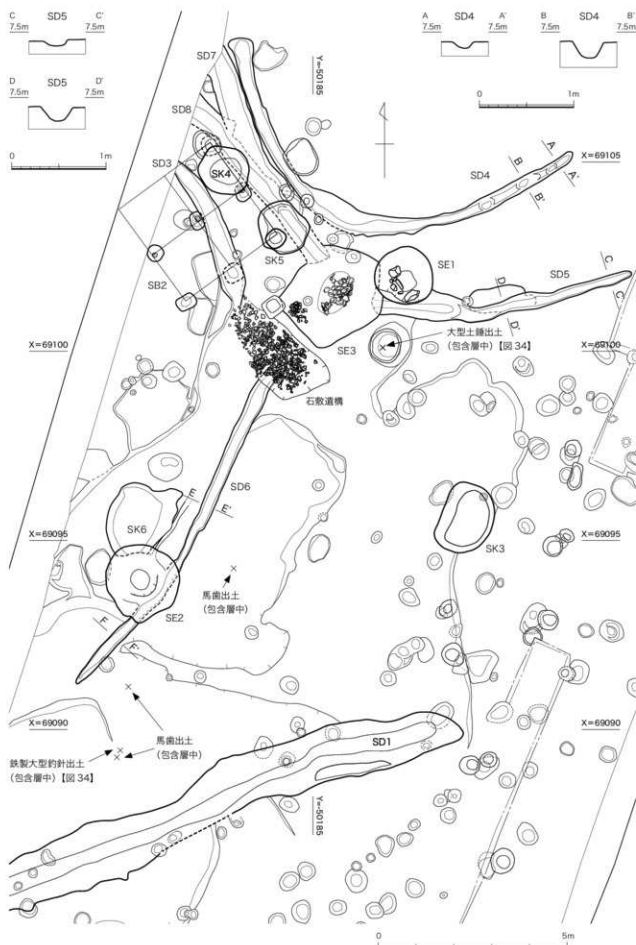 C SD5 C'
7.5m 7.5m
D SD5 D'
7.5m 7.5m
0 1m
A SD4 A'
7.5m 7.5m
B SD4 B'
7.5m 7.5m
0 1m
SD7
Y=-50185
SD8
X=69105
SD3
SK4
B
A
SD4
A'
B'
SK5
SE1
C
SB2
D
SD5
C'
X=69100
D'
大型土錘出土
(包含層中)【図34】
X=69100
SE3
石敷遺構
SD6
E
E'
X=69095
SK6
X=69095
SK3
馬歯出土
(包含層中)
SE2
F
F'
X=69090
X=69090
馬歯出土
(包含層中)
SD1
鉄製大型釣針出土
(包含層中)【図34】
Y=-50185
0 5m